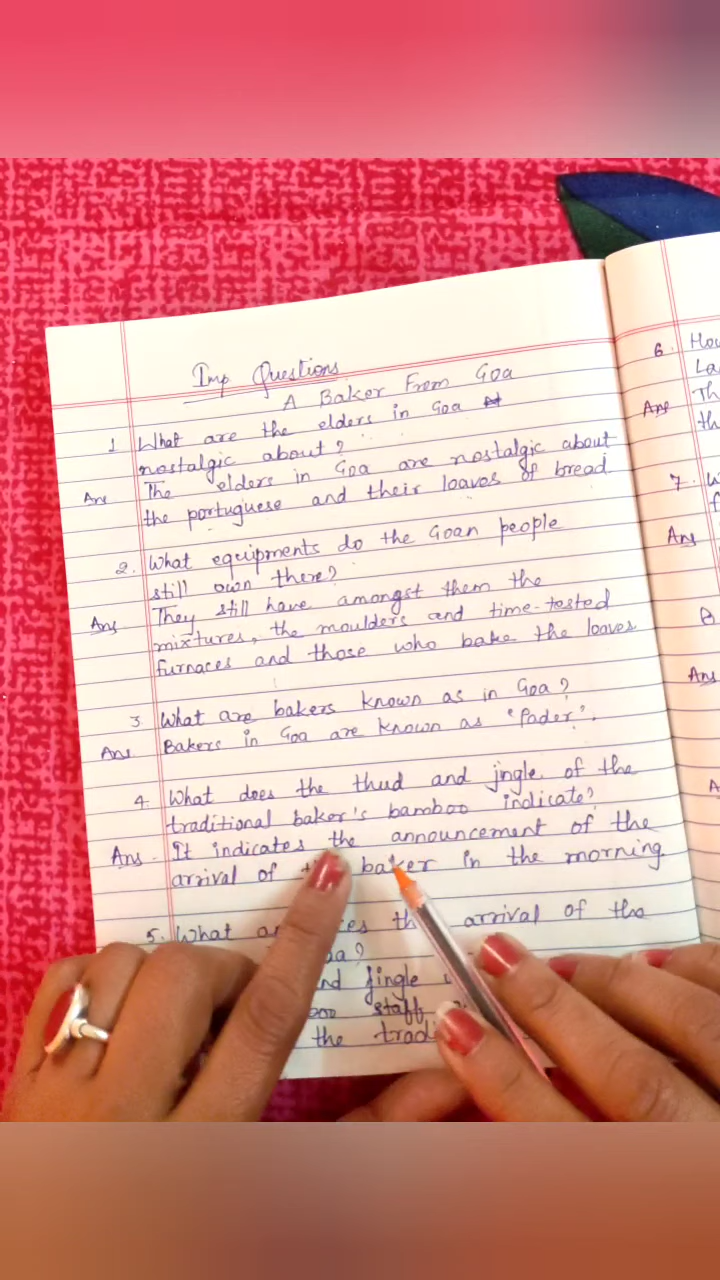 Imp Questions
A Baker From Goa
1. What are the elders in Goa
nostalgic about?
Ans The elders in Goa are nostalgic about
the portuguese and their loaves of bread
2. What equipments do the Goan people
still own there?
Ans They still have amongst them the
mixtures, the moulders and time-tested
furnaces and those who bake the loaves
3. What are bakers known as in Goa?
Ans Bakers in Goa are known as "Pader".
4. What does the thud and jingle of the
traditional baker's bamboo indicate?
Ans. It indicates the announcement of the
arrival of baker in the morning.
5. What arrival of the
jingle
staff
the
6. How
La
Ans Th
th
7. W
f
Ans
Ans